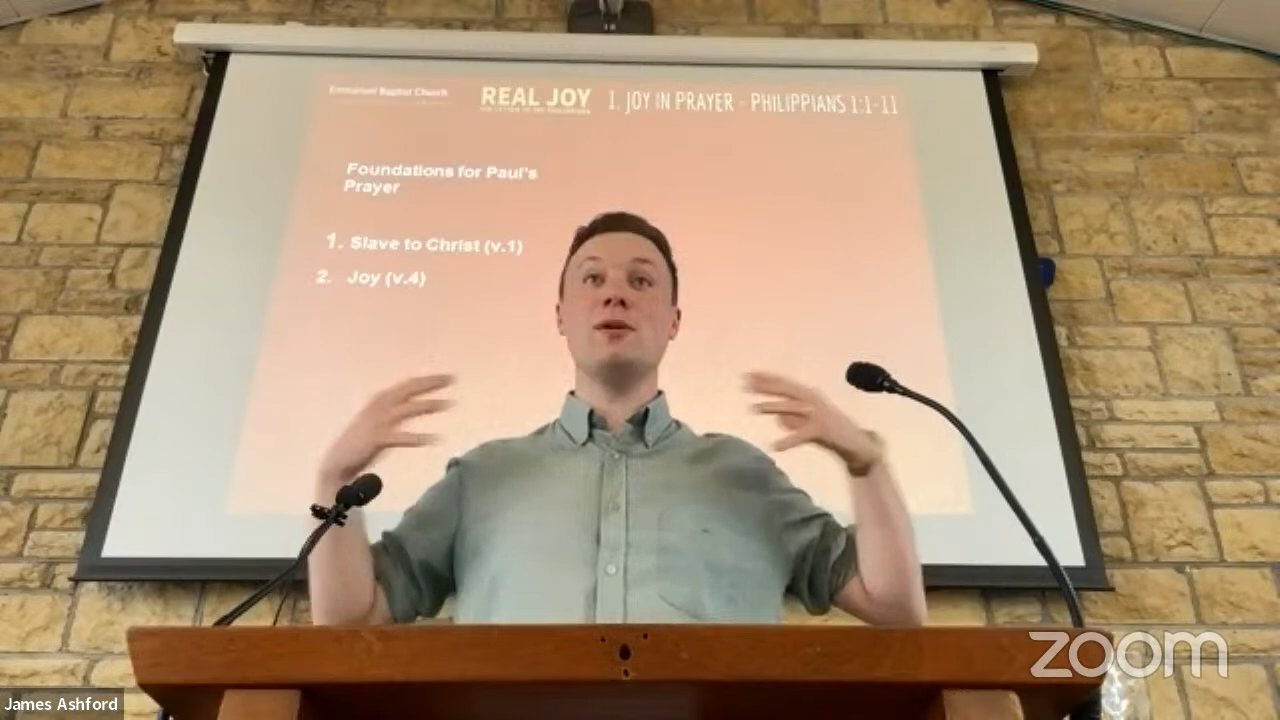 Emmanuel Baptist Church
REAL JOY
1. JOY IN PRAYER - PHILIPPIANS 1:1-11
Foundations for Paul's
Prayer
1. Slave to Christ (v.1)
2. Joy (v.4)
zoom
James Ashford